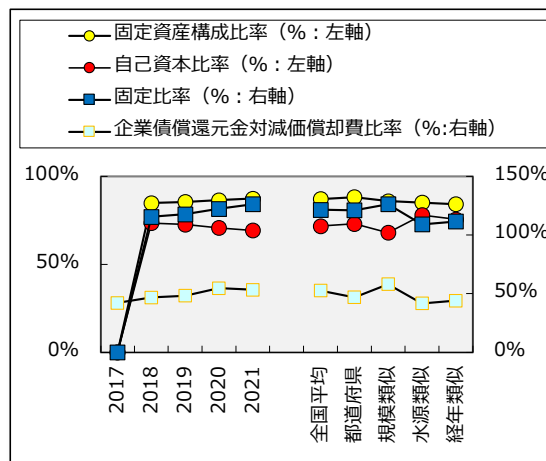 固定資産構成比率（%：左軸）
自己資本比率（%：左軸）
固定比率（%：右軸）
企業債償還元金対減価償却費比率（%:右軸）
100%
50%
0%
150%
100%
50%
0%
2017
2018
2019
2020
2021
全国平均
都道府県
規模類似
水源類似
経年類似